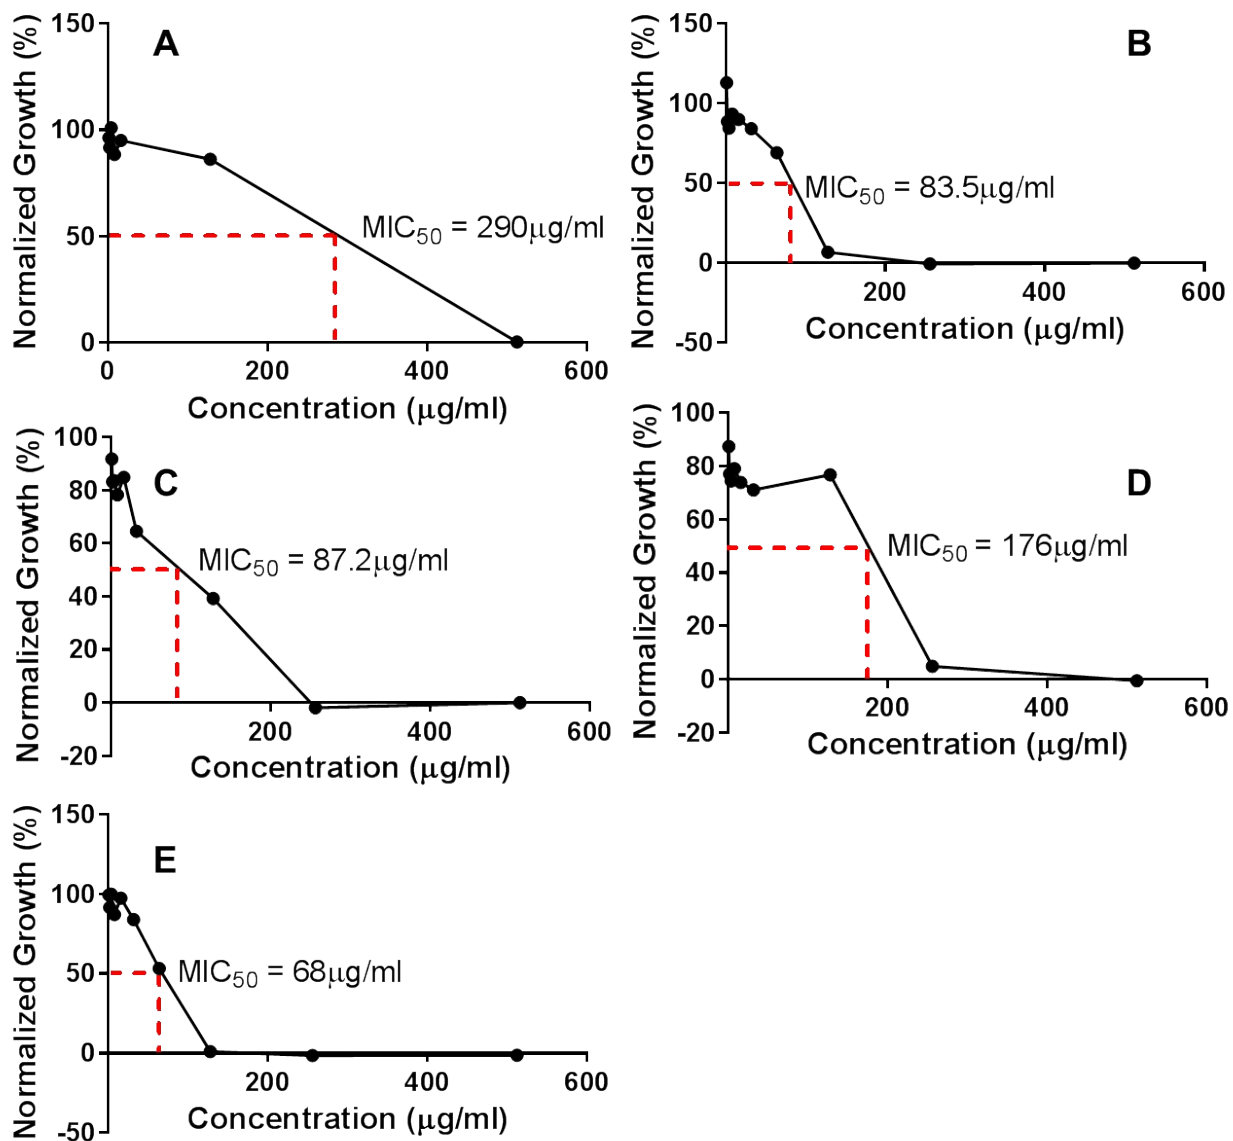 A
Normalized Growth (%)
150
100
50
0
MIC50 = 290μg/ml
0 200 400 600
Concentration (μg/ml)
B
Normalized Growth (%)
150
100
50
0
-50
MIC50 = 83.5μg/ml
200 400 600
Concentration (μg/ml)
C
Normalized Growth (%)
100
80
60
40
20
0
-20
MIC50 = 87.2μg/ml
200 400 600
Concentration (μg/ml)
D
Normalized Growth (%)
100
80
60
40
20
0
-20
MIC50 = 176μg/ml
200 400 600
Concentration (μg/ml)
E
Normalized Growth (%)
150
100
50
0
-50
MIC50 = 68μg/ml
200 400 600
Concentration (μg/ml)